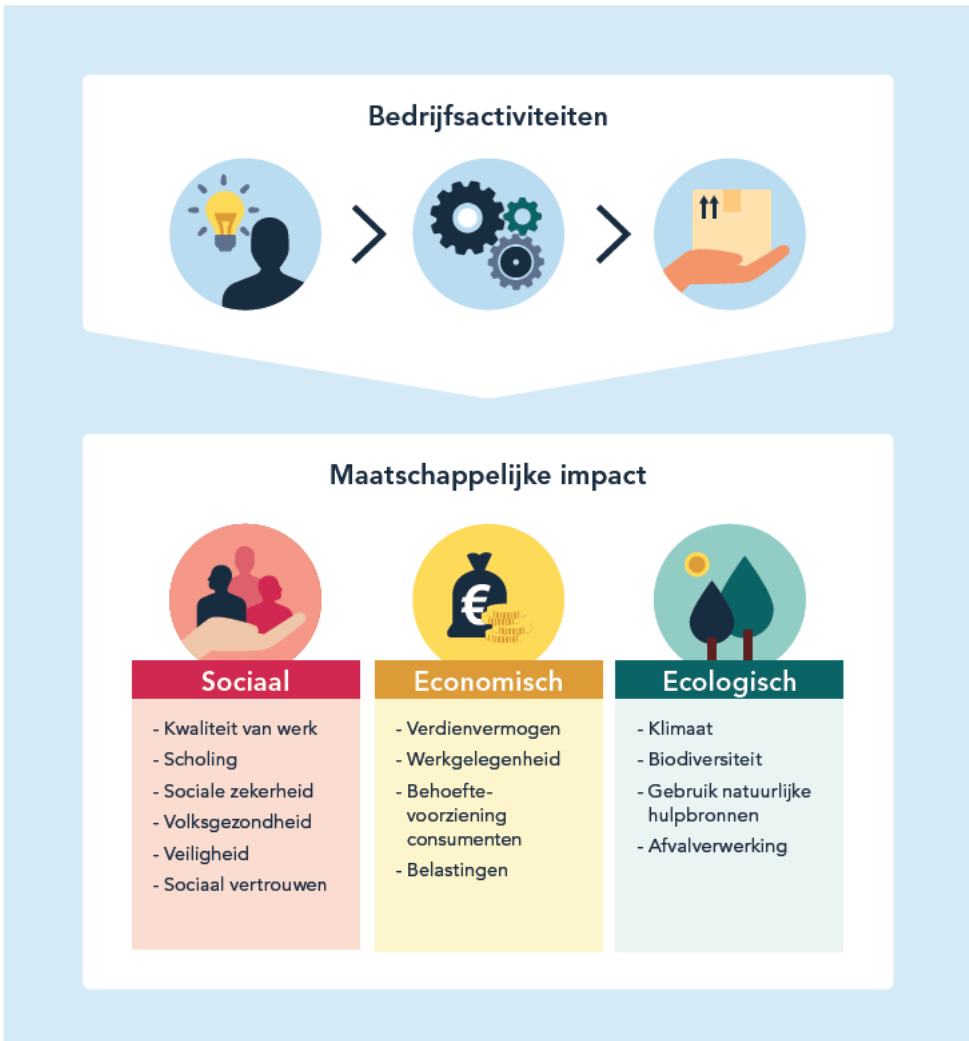 Bedrijfsactiviteiten
€
Maatschappelijke impact
Sociaal
- Kwaliteit van werk
- Scholing
- Sociale zekerheid
- Volksgezondheid
- Veiligheid
- Sociaal vertrouwen
Economisch
- Verdienvermogen
- Werkgelegenheid
- Behoefte-
voorziening
consumenten
- Belastingen
Ecologisch
- Klimaat
- Biodiversiteit
- Gebruik natuurlijke
hulpbronnen
- Afvalverwerking